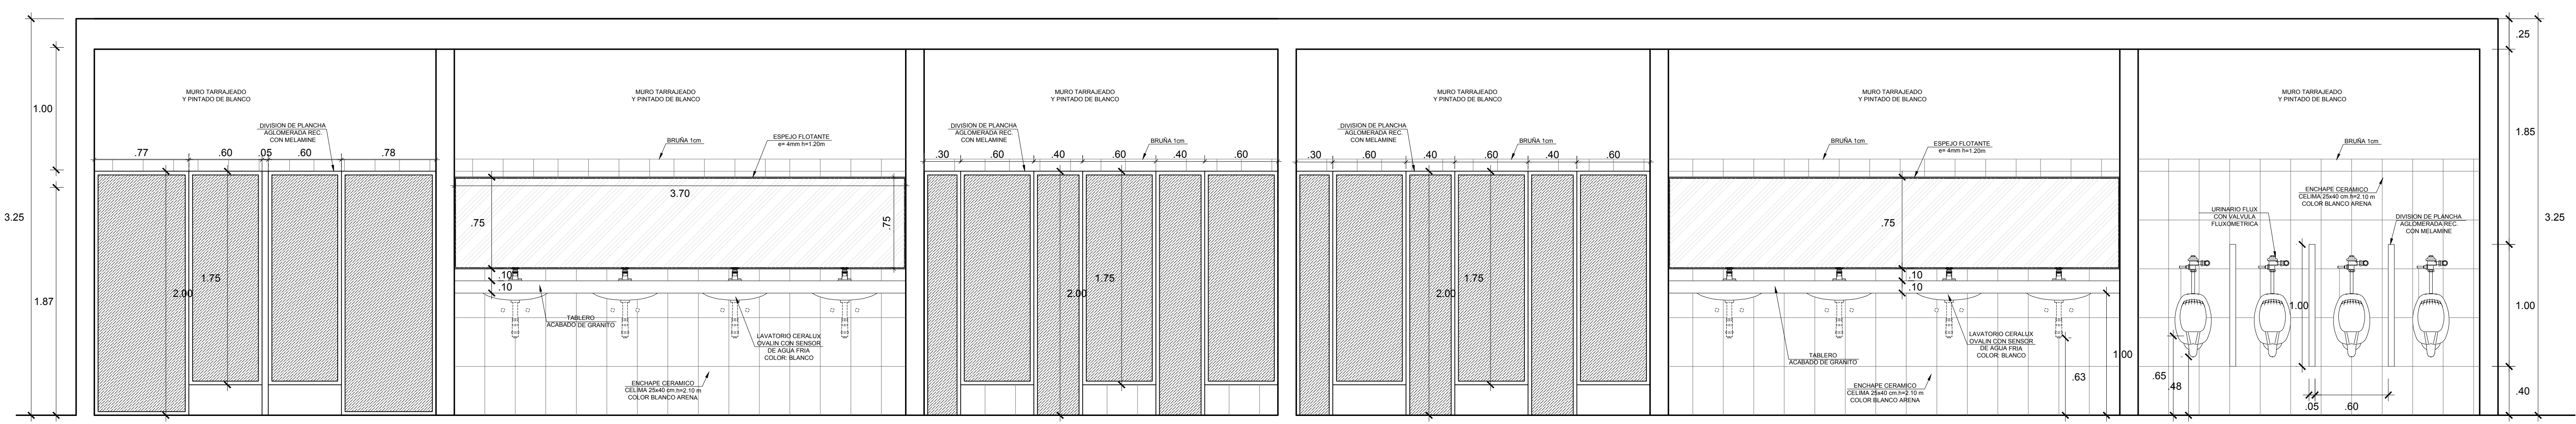 3.25
1.00
1.87
MURO TARRAJEADO
Y PINTADO DE BLANCO
DIVISION DE PLANCHA
AGLOMERADA REC.
CON MELAMINE
.77
.60
.05
.60
.78
1.75
2.00
MURO TARRAJEADO
Y PINTADO DE BLANCO
BRUÑA 1cm
ESPEJO FLOTANTE
e= 4mm h=1.20m
3.70
.75
.75
.10
.10
TABLERO
ACABADO DE GRANITO
LAVATORIO CERALUX
OVALIN CON SENSOR
DE AGUA FRIA
COLOR: BLANCO
ENCHAPE CERAMICO
CELIMA 25x40 cm.h=2.10 m
COLOR BLANCO ARENA
MURO TARRAJEADO
Y PINTADO DE BLANCO
DIVISION DE PLANCHA
AGLOMERADA REC.
CON MELAMINE
BRUÑA 1cm
.30
.60
.40
.60
.40
.60
1.75
2.00
MURO TARRAJEADO
Y PINTADO DE BLANCO
DIVISION DE PLANCHA
AGLOMERADA REC.
CON MELAMINE
BRUÑA 1cm
.30
.60
.40
.60
.40
.60
1.75
2.00
MURO TARRAJEADO
Y PINTADO DE BLANCO
BRUÑA 1cm
ESPEJO FLOTANTE
e= 4mm h=1.20m
.75
.10
.10
TABLERO
ACABADO DE GRANITO
LAVATORIO CERALUX
OVALIN CON SENSOR
DE AGUA FRIA
COLOR: BLANCO
ENCHAPE CERAMICO
CELIMA 25x40 cm.h=2.10 m
COLOR BLANCO ARENA
.63
1.00
MURO TARRAJEADO
Y PINTADO DE BLANCO
BRUÑA 1cm
ENCHAPE CERAMICO
CELIMA 25x40 cm.h=2.10 m
COLOR BLANCO ARENA
URINARIO FLUX
CON VALVULA
FLUXOMETRICA
DIVISION DE PLANCHA
AGLOMERADA REC.
CON MELAMINE
1.00
.65
.48
.05
.60
.25
1.85
1.00
.40
3.25